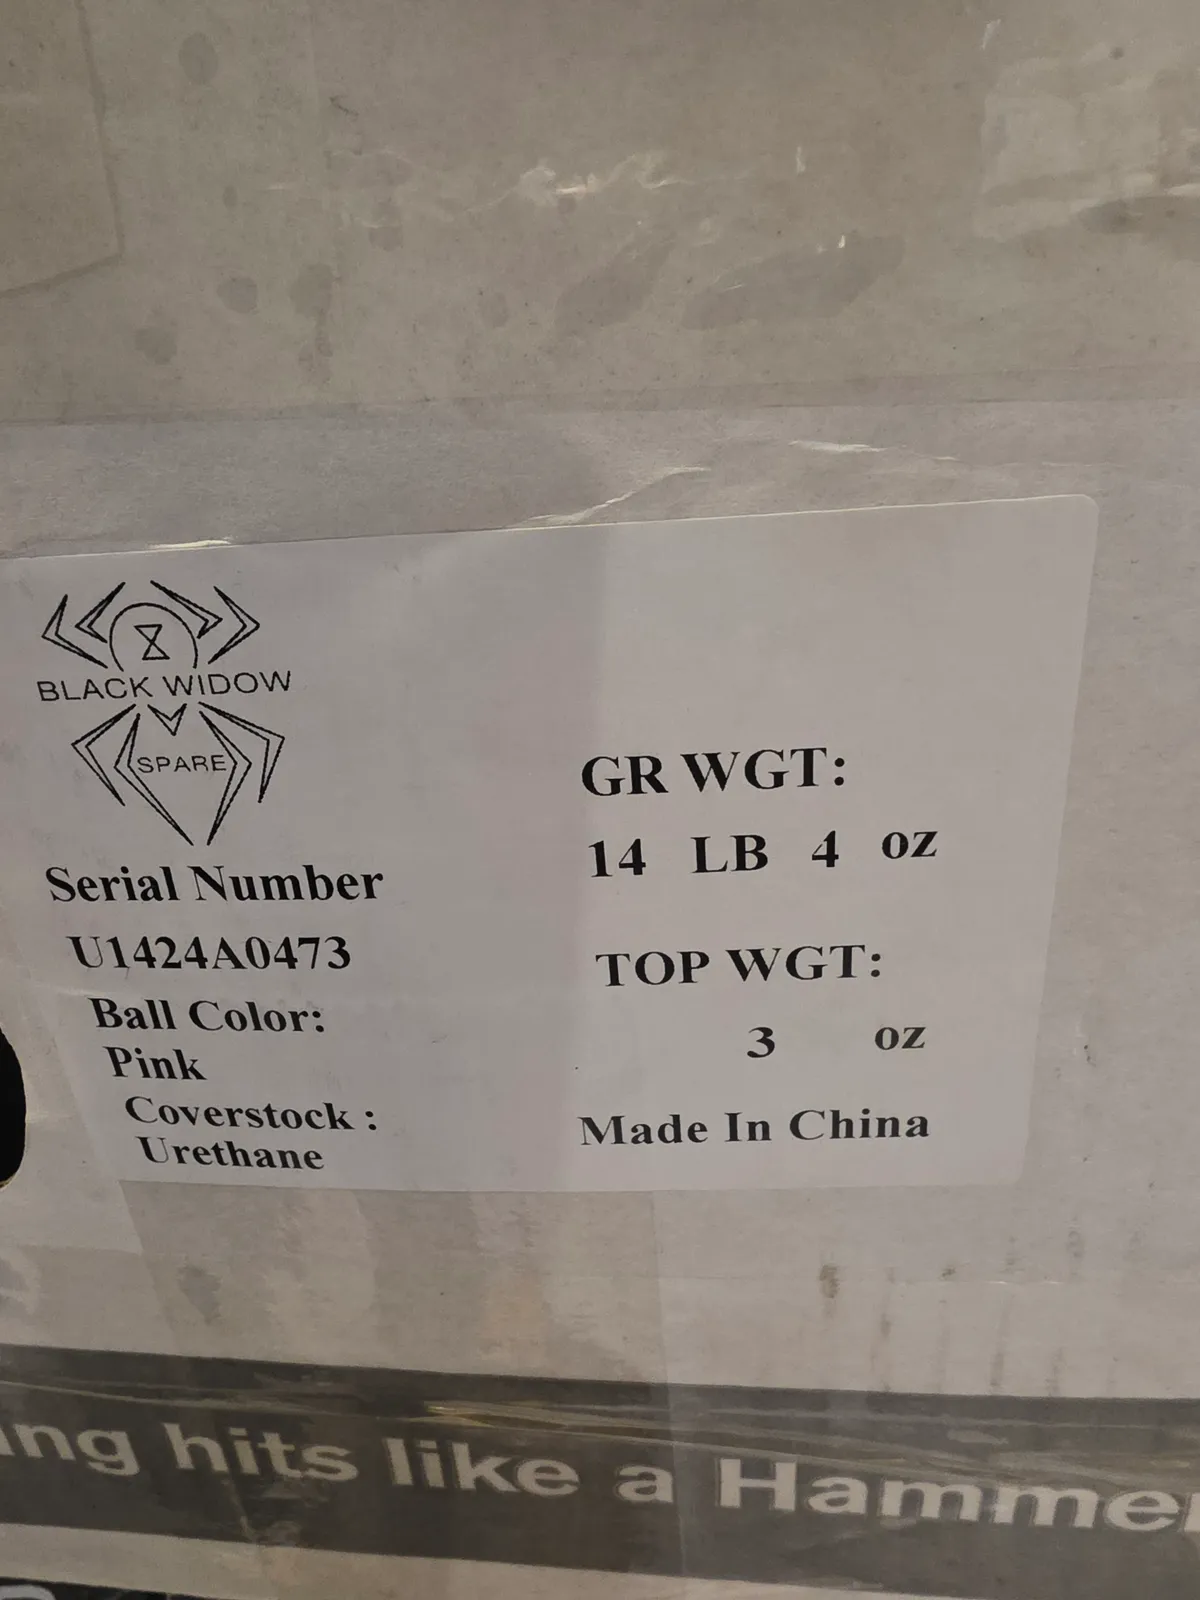 BLACK WIDOW
SPARE
Serial Number
U1424A0473
Ball Color:
Pink
Coverstock :
Urethane
GR WGT:
14 LB 4 oz
TOP WGT:
3 oz
Made In China
hits like a Hammer